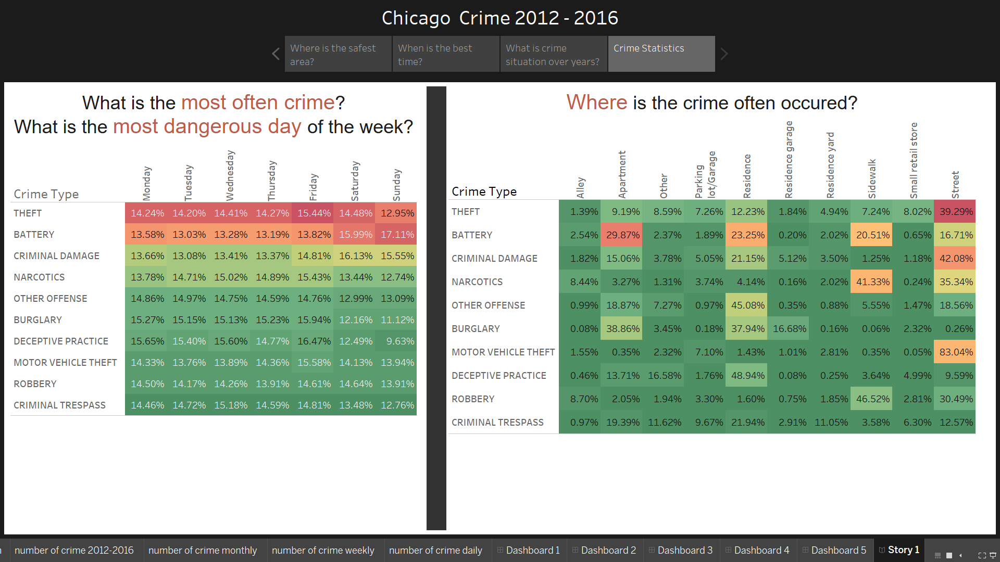 Chicago  Crime 2012 - 2016
Where is the safest
area?
When is the best
time?
What is crime
situation over years?
Crime Statistics
What is the most often crime?
What is the most dangerous day of the week?
Crime Type Monday Tuesday Wednesday Thursday Friday Saturday Sunday
THEFT 14.24% 14.20% 14.41% 14.27% 15.44% 14.48% 12.95%
BATTERY 13.58% 13.03% 13.28% 13.19% 13.82% 15.99% 17.11%
CRIMINAL DAMAGE 13.66% 13.08% 13.41% 13.37% 14.81% 16.13% 15.55%
NARCOTICS 13.78% 14.71% 15.02% 14.89% 15.43% 13.44% 12.74%
OTHER OFFENSE 14.86% 14.97% 14.75% 14.59% 14.76% 12.99% 13.09%
BURGLARY 15.27% 15.15% 15.13% 15.23% 15.94% 12.16% 11.12%
DECEPTIVE PRACTICE 15.65% 15.40% 15.60% 14.77% 16.47% 12.49% 9.63%
MOTOR VEHICLE THEFT 14.33% 13.76% 13.89% 14.36% 15.58% 14.13% 13.94%
ROBBERY 14.50% 14.17% 14.26% 13.91% 14.61% 14.64% 13.91%
CRIMINAL TRESPASS 14.46% 14.72% 15.18% 14.59% 14.81% 13.48% 12.76%
Where is the crime often occured?
Crime Type Alley Apartment Other Parking lot/Garage Residence Residence garage Residence yard Sidewalk Small retail store Street
THEFT 1.39% 9.19% 8.59% 7.26% 12.23% 1.84% 4.94% 7.24% 8.02% 39.29%
BATTERY 2.54% 29.87% 2.37% 1.89% 23.25% 0.20% 2.02% 20.51% 0.65% 16.71%
CRIMINAL DAMAGE 1.82% 15.06% 3.78% 5.05% 21.15% 5.12% 3.50% 1.25% 1.18% 42.08%
NARCOTICS 8.44% 3.27% 1.31% 3.74% 4.14% 0.16% 2.02% 41.33% 0.24% 35.34%
OTHER OFFENSE 0.99% 18.87% 7.27% 0.97% 45.08% 0.35% 0.88% 5.55% 1.47% 18.56%
BURGLARY 0.08% 38.86% 3.45% 0.18% 37.94% 16.68% 0.16% 0.06% 2.32% 0.26%
MOTOR VEHICLE THEFT 1.55% 0.35% 2.32% 7.10% 1.43% 1.01% 2.81% 0.35% 0.05% 83.04%
DECEPTIVE PRACTICE 0.46% 13.71% 16.58% 1.76% 48.94% 0.08% 0.25% 3.64% 4.99% 9.59%
ROBBERY 8.70% 2.05% 1.94% 3.30% 1.60% 0.75% 1.85% 46.52% 2.81% 30.49%
CRIMINAL TRESPASS 0.97% 19.39% 11.62% 9.67% 21.94% 2.91% 11.05% 3.58% 6.30% 12.57%
number of crime 2012-2016 number of crime monthly number of crime weekly number of crime daily Dashboard 1 Dashboard 2 Dashboard 3 Dashboard 4 Dashboard 5 Story 1